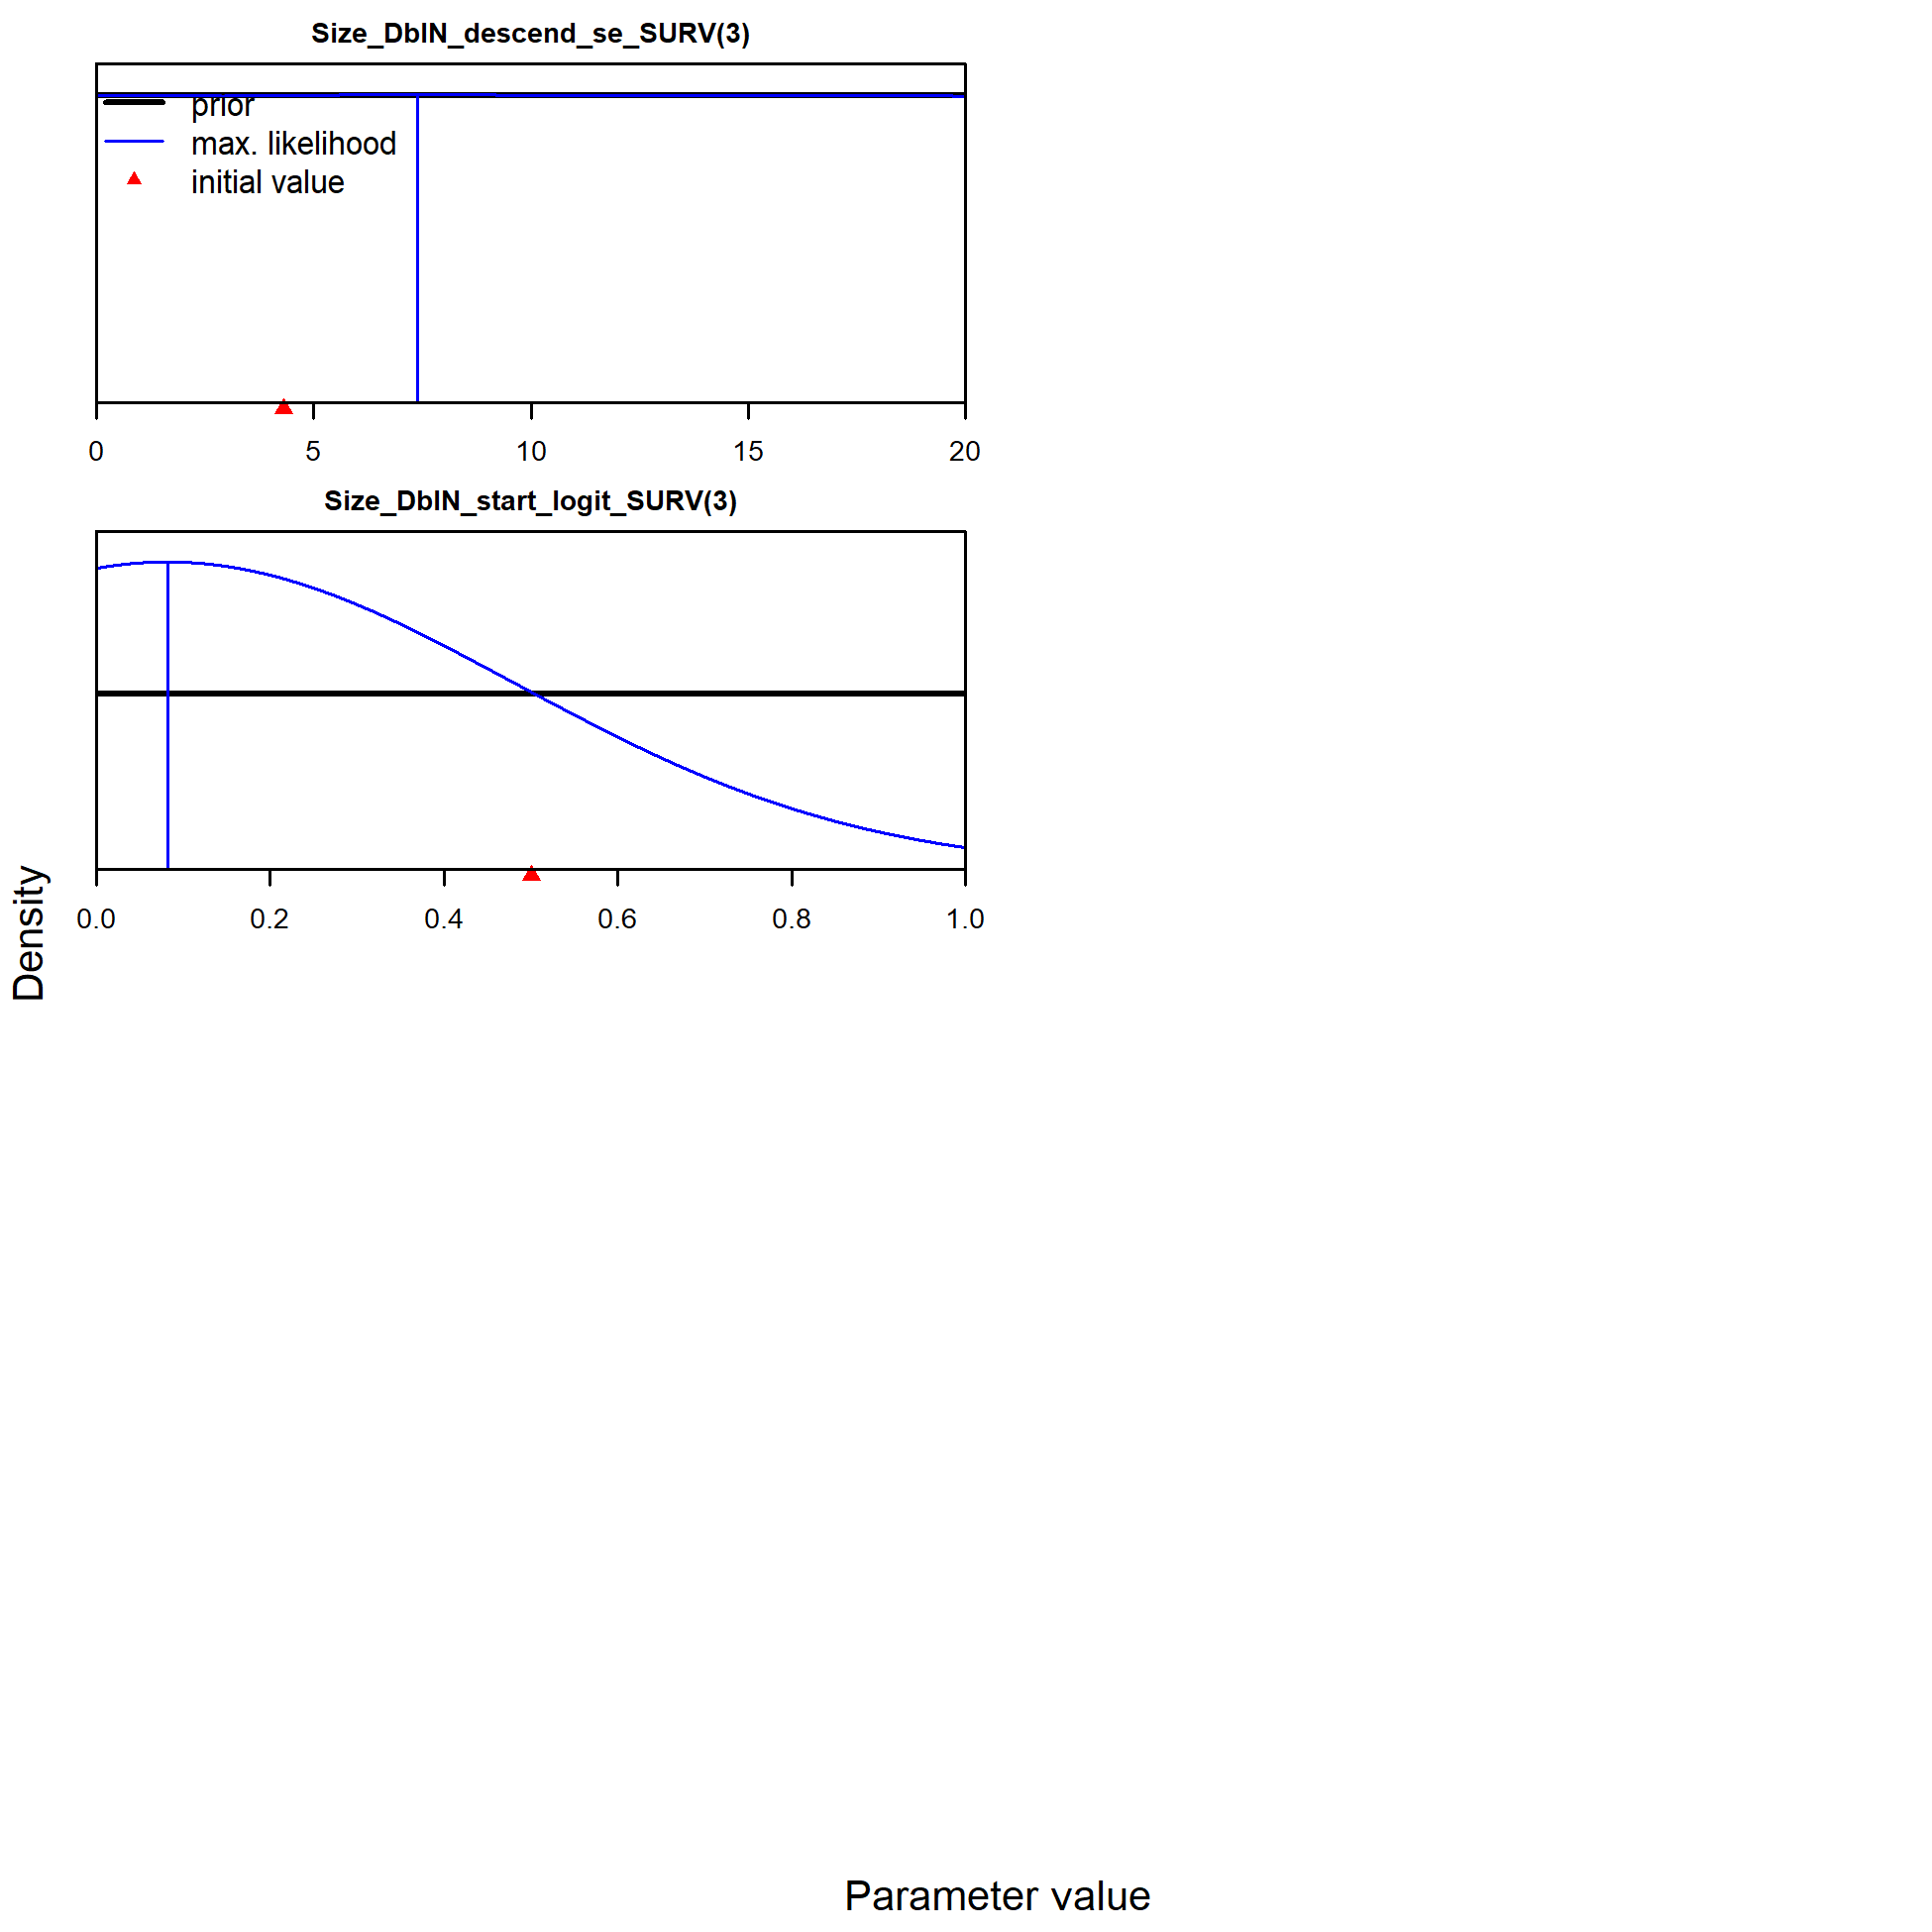 Size_DblN_descend_se_SURV(3)
prior
max. likelihood
initial value
0 5 10 15 20
Size_DblN_start_logit_SURV(3)
0.0 0.2 0.4 0.6 0.8 1.0
Density
Parameter value